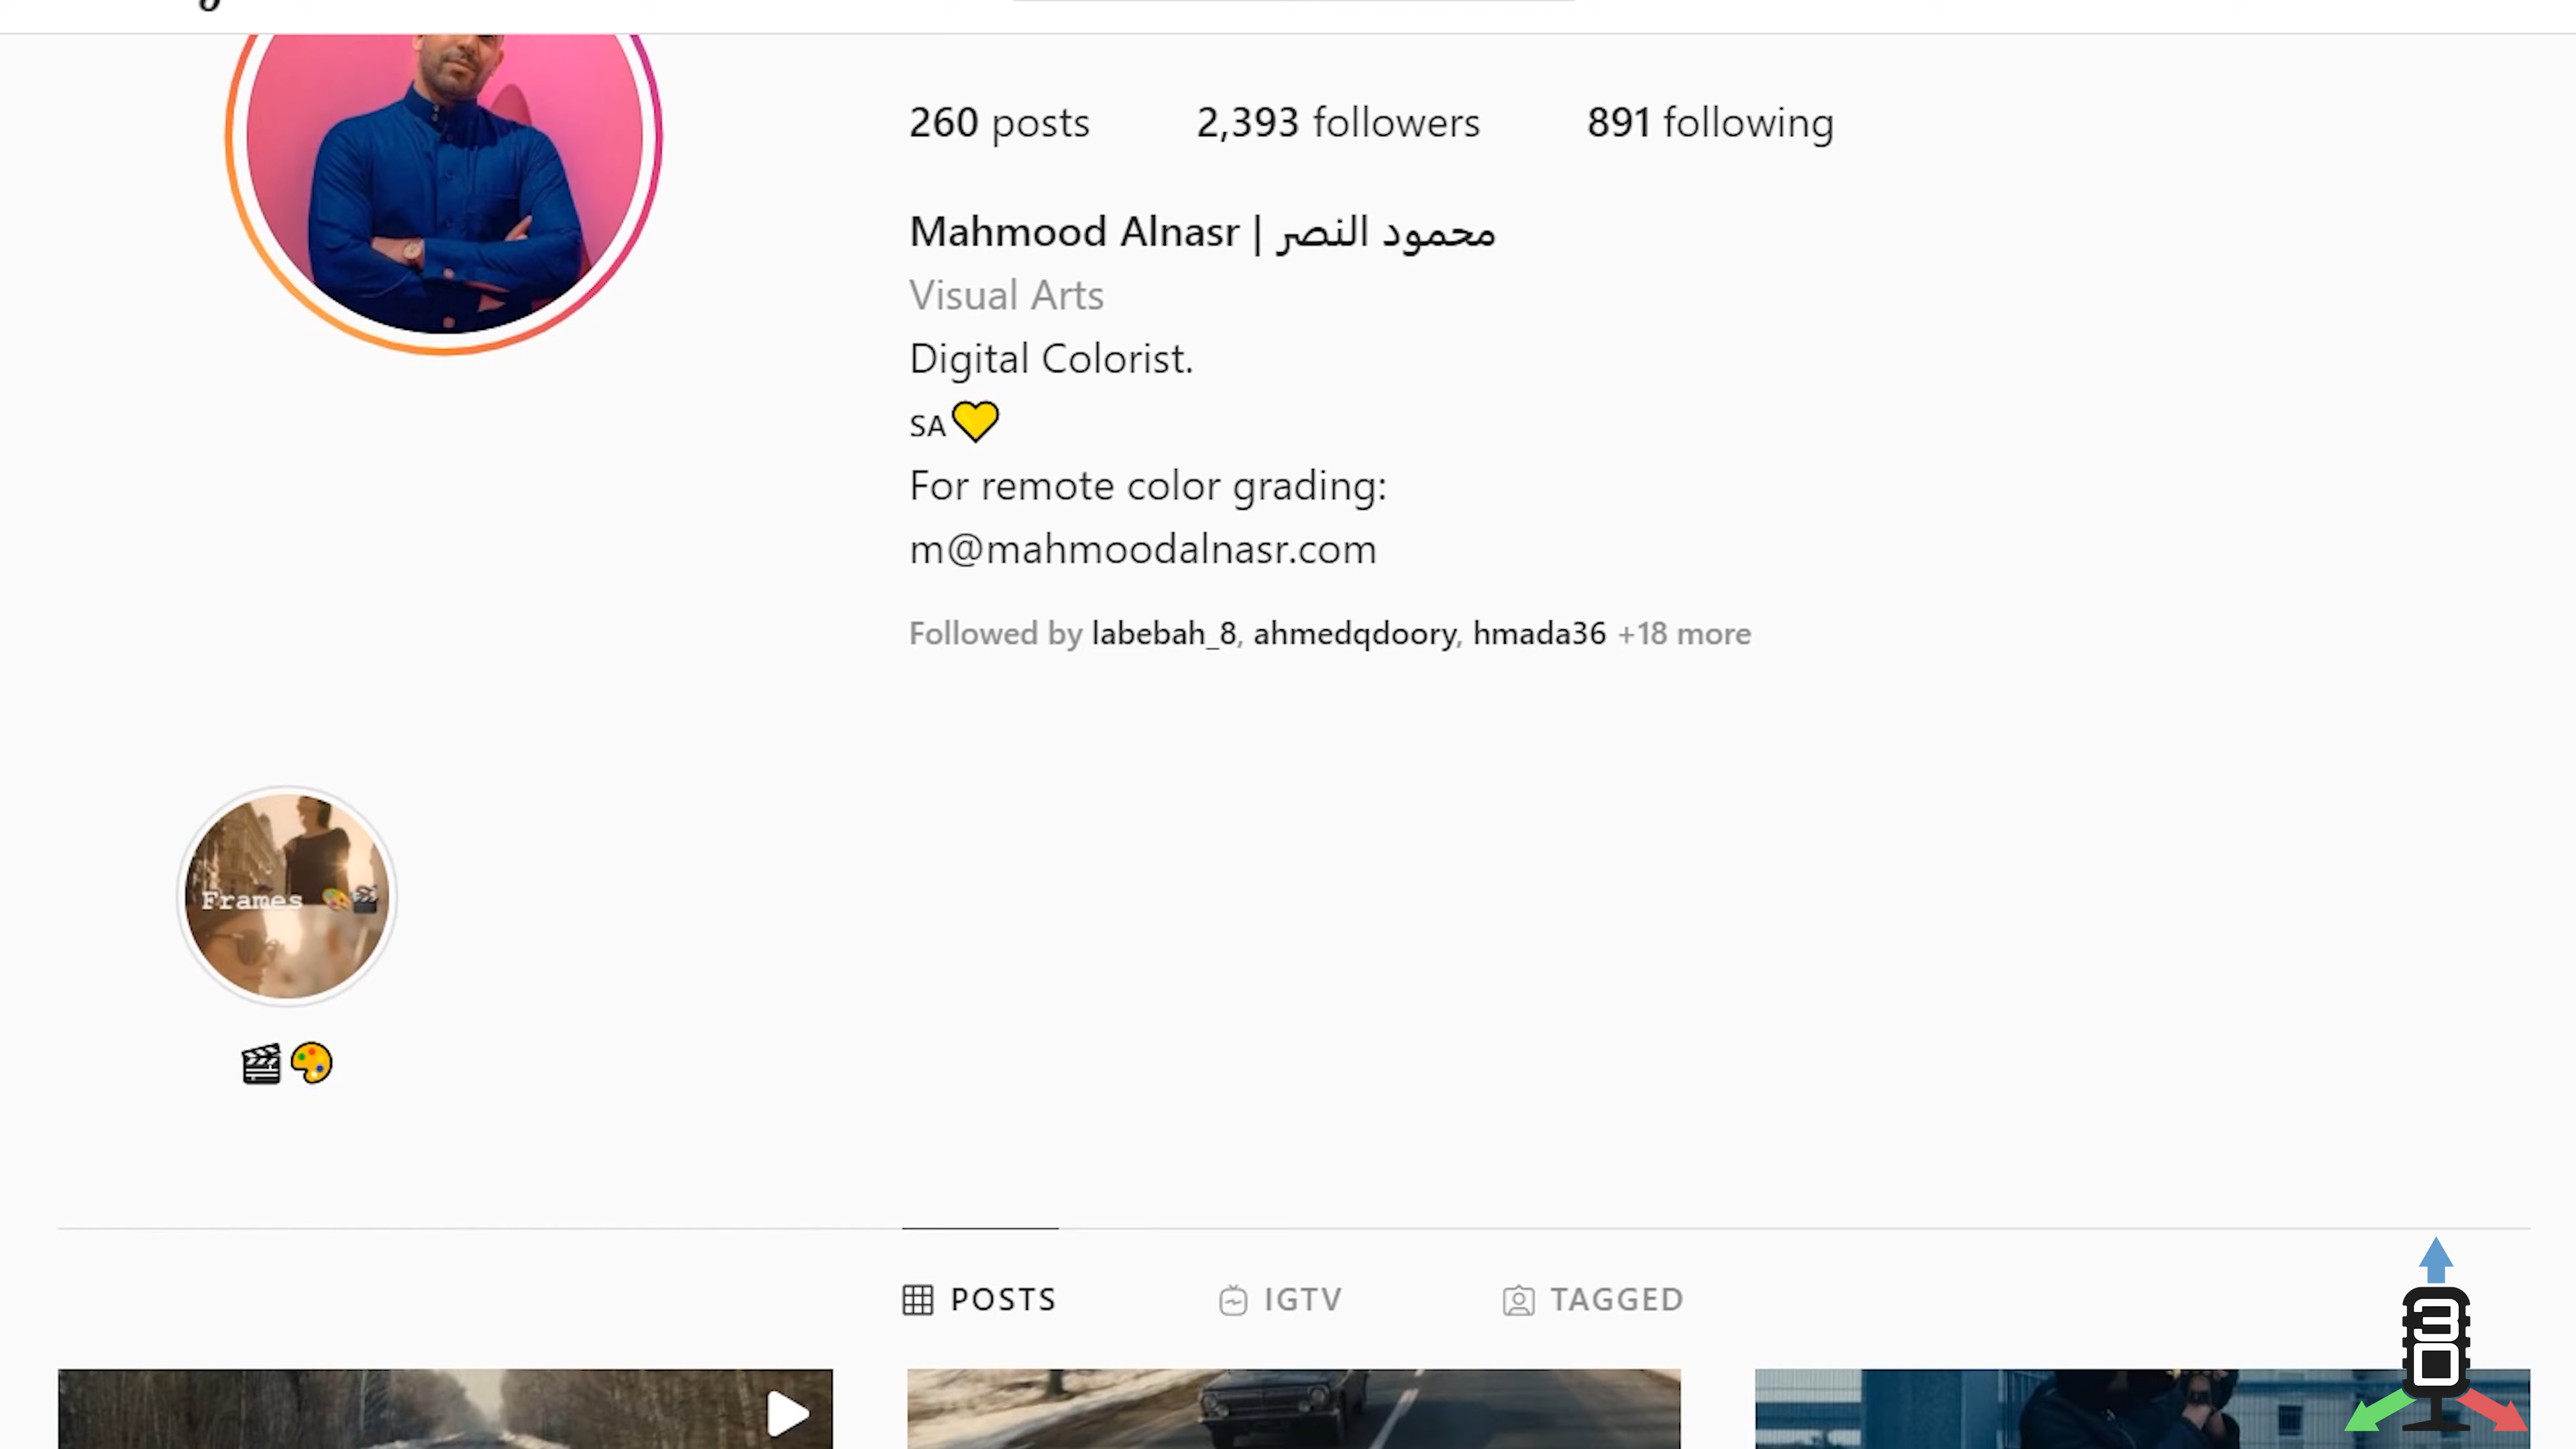 260 posts 2,393 followers 891 following
Mahmood Alnasr | محمود النصر
Visual Arts
Digital Colorist.
SA💛
For remote color grading:
m@mahmoodalnasr.com
Followed by labebah_8, ahmedqdoory, hmada36 +18 more
Frames 🎨🎬
🎬🎨
POSTS IGTV TAGGED
3D